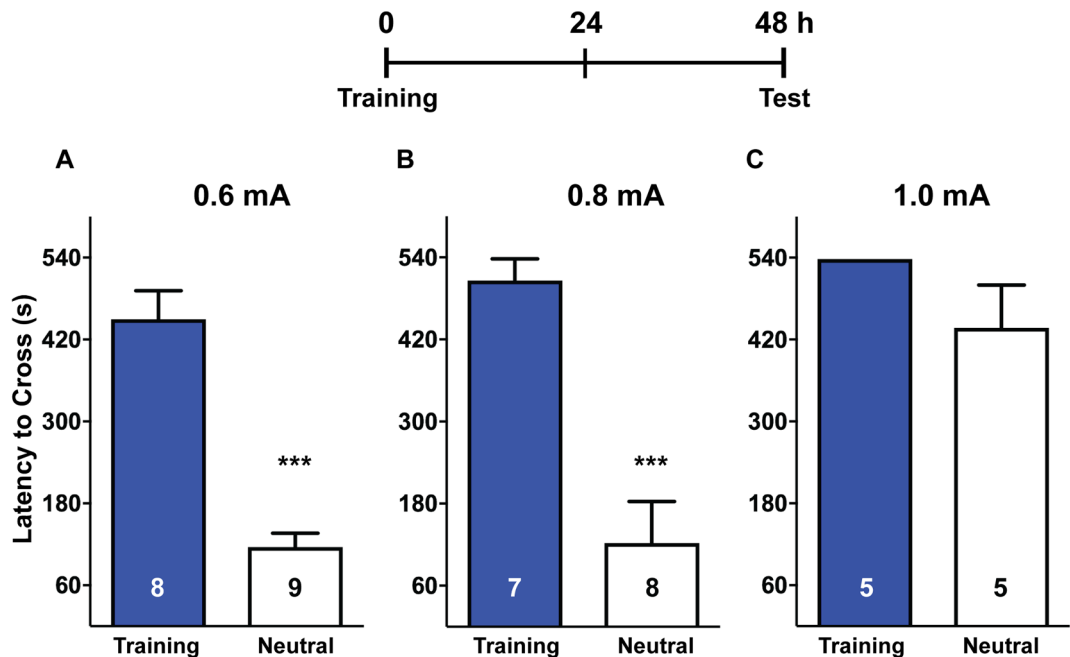 0 24 48 h
Training Test
A B C
0.6 mA 0.8 mA 1.0 mA
Latency to Cross (s)
540 540 540
420 420 420
300 300 300
*** ***
180 180 180
60 8 9 60 7 8 60 5 5
Training Neutral Training Neutral Training Neutral